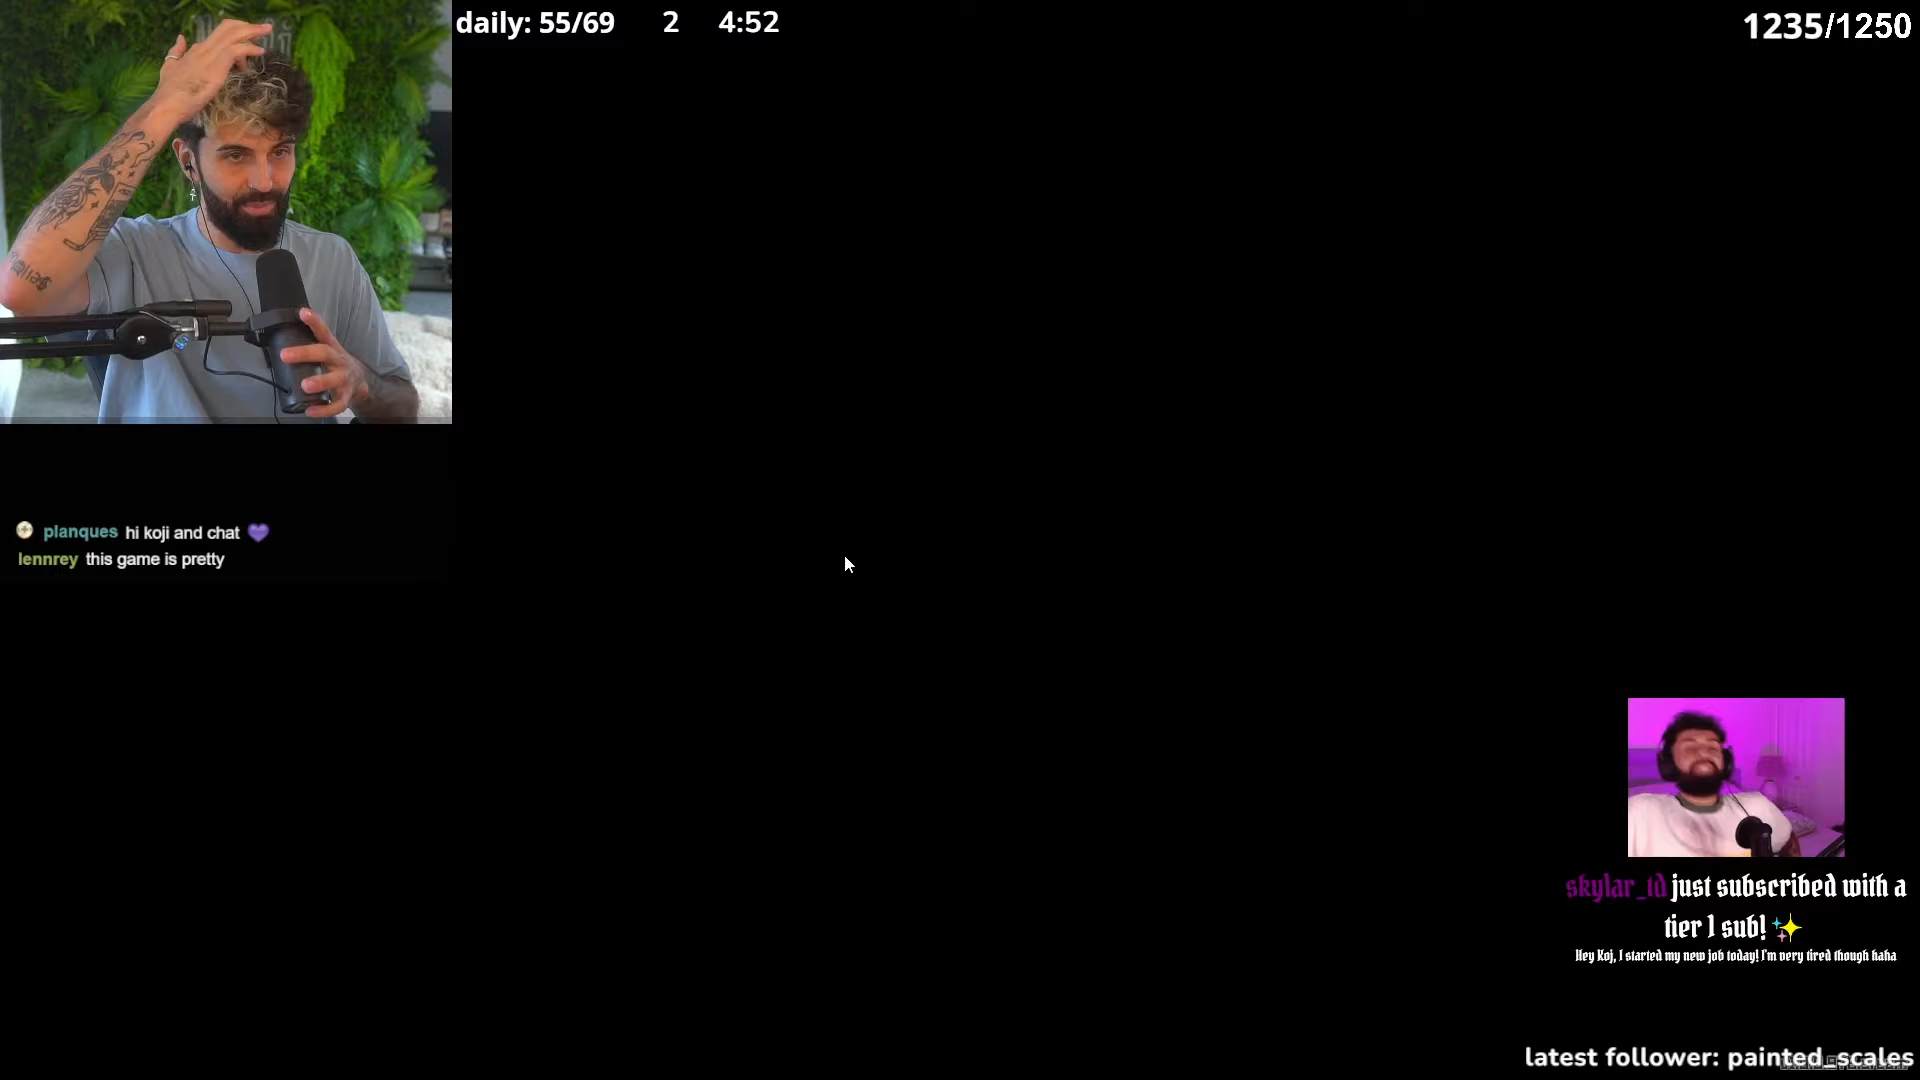 daily: 55/69 2 4:52
1235/1250
planques hi koji and chat
lennrey this game is pretty
skylar_td just subscribed with a
tier 1 sub!
Hey Koj, I started my new job today! I'm very tired though haha
latest follower: painted_scales